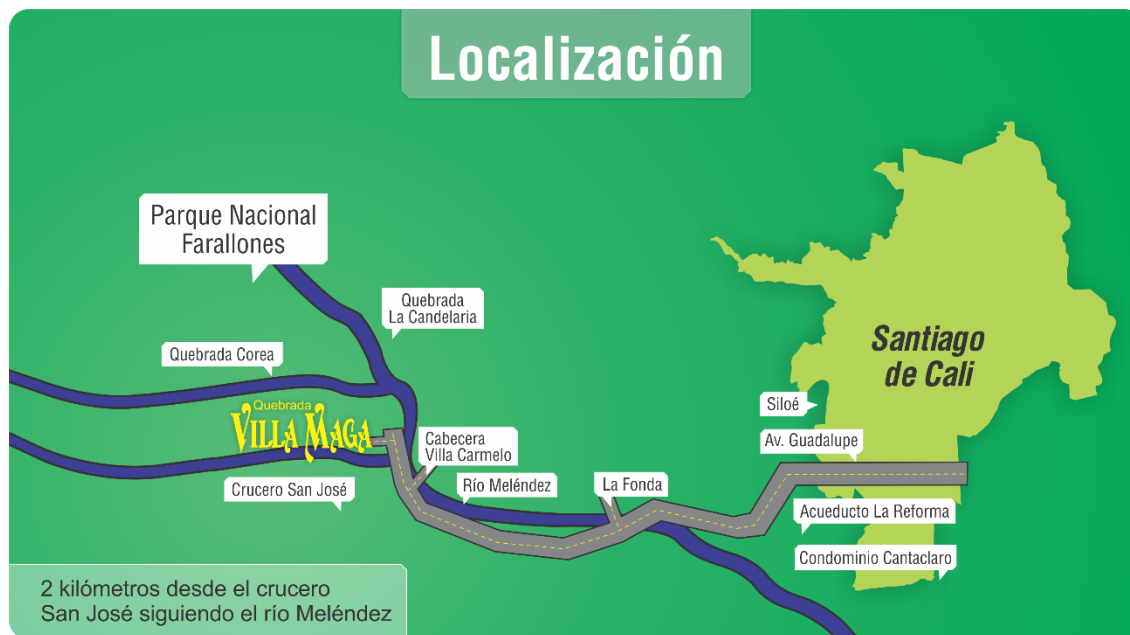 Localización
Parque Nacional
Farallones
Quebrada
La Candelaria
Quebrada Corea
Quebrada
VILLA MAGA
Crucero San José
Cabecera
Villa Carmelo
Río Meléndez
La Fonda
Santiago
de Cali
Siloé
Av. Guadalupe
Acueducto La Reforma
Condominio Cantaclaro
2 kilómetros desde el crucero
San José siguiendo el río Meléndez